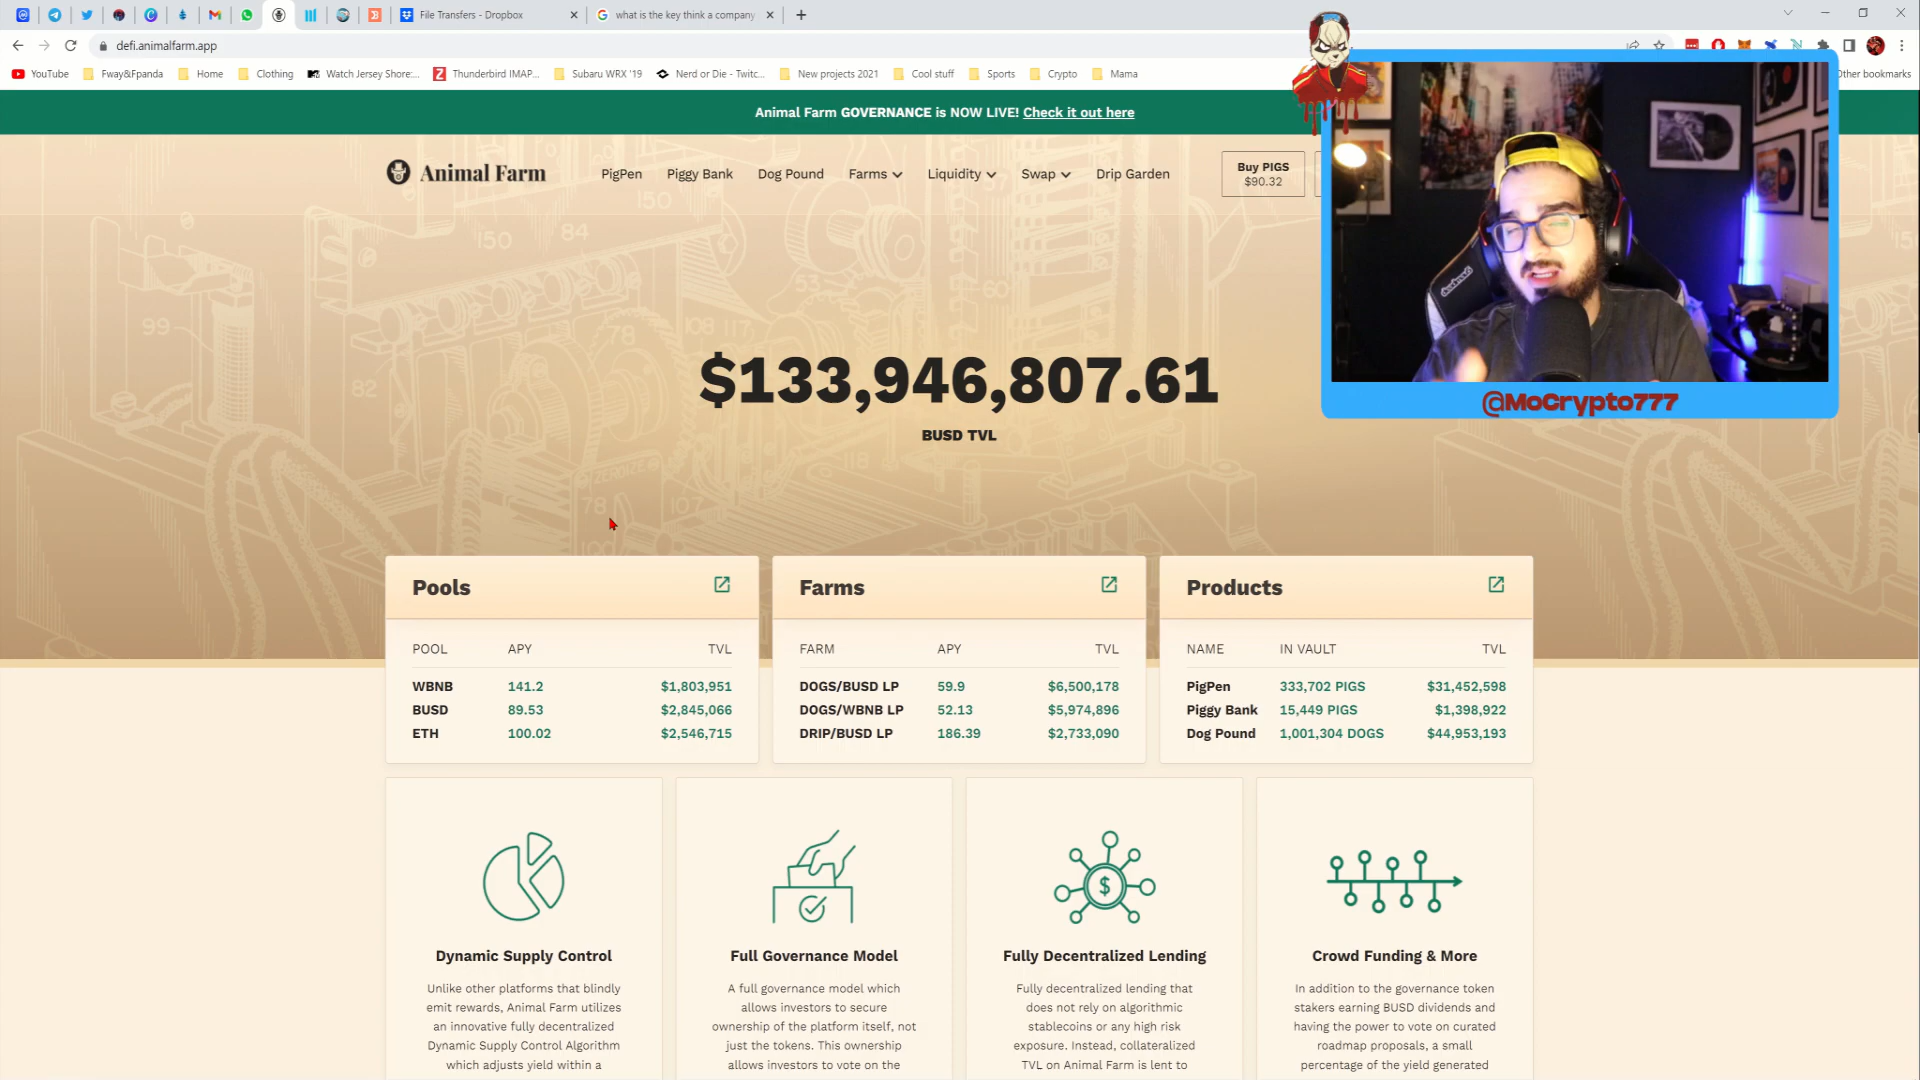 File Transfers - Dropbox
what is the key think a company
defi.animalfarm.app
YouTube
Fway&Fpanda
Home
Clothing
Watch Jersey Shore:...
Thunderbird IMAP...
Subaru WRX '19
Nerd or Die - Twitc...
New projects 2021
Cool stuff
Sports
Crypto
Mama
Other bookmarks
Animal Farm GOVERNANCE is NOW LIVE! Check it out here
Animal Farm
PigPen
Piggy Bank
Dog Pound
Farms
Liquidity
Swap
Drip Garden
Buy PIGS
$90.32
@MoCrypto777
$133,946,807.61
BUSD TVL
Pools
POOL APY TVL
WBNB 141.2 $1,803,951
BUSD 89.53 $2,845,066
ETH 100.02 $2,546,715
Farms
FARM APY TVL
DOGS/BUSD LP 59.9 $6,500,178
DOGS/WBNB LP 52.13 $5,974,896
DRIP/BUSD LP 186.39 $2,733,090
Products
NAME IN VAULT TVL
PigPen 333,702 PIGS $31,452,598
Piggy Bank 15,449 PIGS $1,398,922
Dog Pound 1,001,304 DOGS $44,953,193
Dynamic Supply Control
Unlike other platforms that blindly
emit rewards, Animal Farm utilizes
an innovative fully decentralized
Dynamic Supply Control Algorithm
which adjusts yield within a
Full Governance Model
A full governance model which
allows investors to secure
ownership of the platform itself, not
just the tokens. This ownership
allows investors to vote on the
Fully Decentralized Lending
Fully decentralized lending that
does not rely on algorithmic
stablecoins or any high risk
exposure. Instead, collateralized
TVL on Animal Farm is lent to
Crowd Funding & More
In addition to the governance token
stakers earning BUSD dividends and
having the power to vote on curated
roadmap proposals, a small
percentage of the yield generated